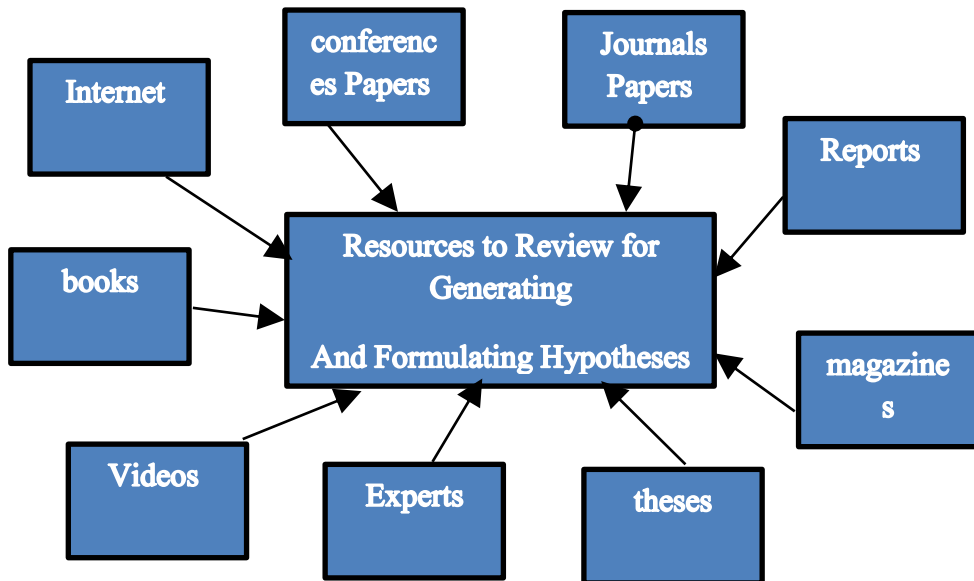 Internet
conferenc
es Papers
Journals
Papers
Reports
books
Resources to Review for
Generating
And Formulating Hypotheses
magazine
s
Videos
Experts
theses